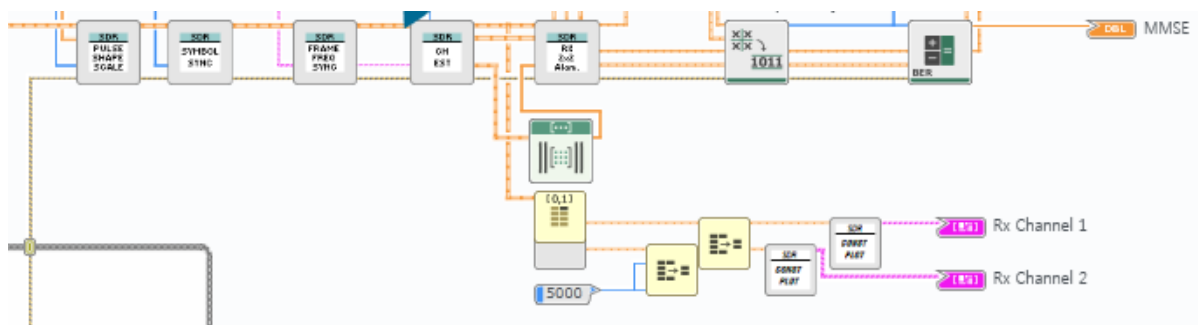 SDR
PULSE
SHAPE
SCALE
SDR
SYMBOL
SYNC
SDR
FRAME
FREQ
SYNC
SDR
CH
EST
SDR
RX
2x2
Alam.
1011
BER
DBL
MMSE
[0,1]
5000
SDR
CONST
PLOT
SDR
CONST
PLOT
Rx Channel 1
Rx Channel 2